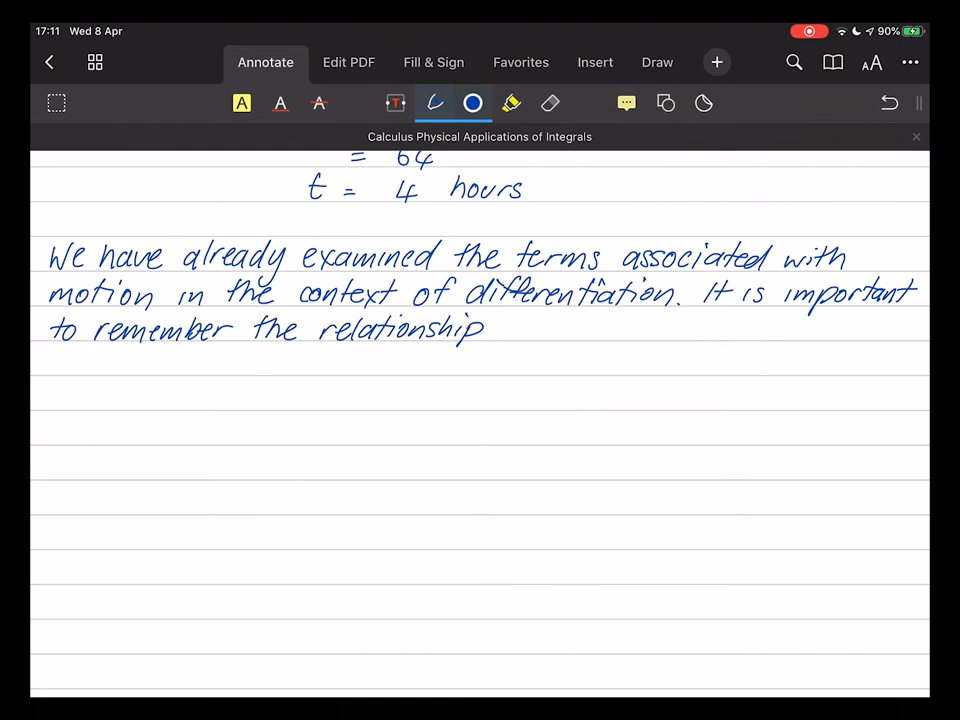 17:11 Wed 8 Apr 90%
Annotate Edit PDF Fill & Sign Favorites Insert Draw + AA
A A A T
Calculus Physical Applications of Integrals ×
= 64
t = 4 hours
We have already examined the terms associated with
motion in the context of differentiation. It is important
to remember the relationship